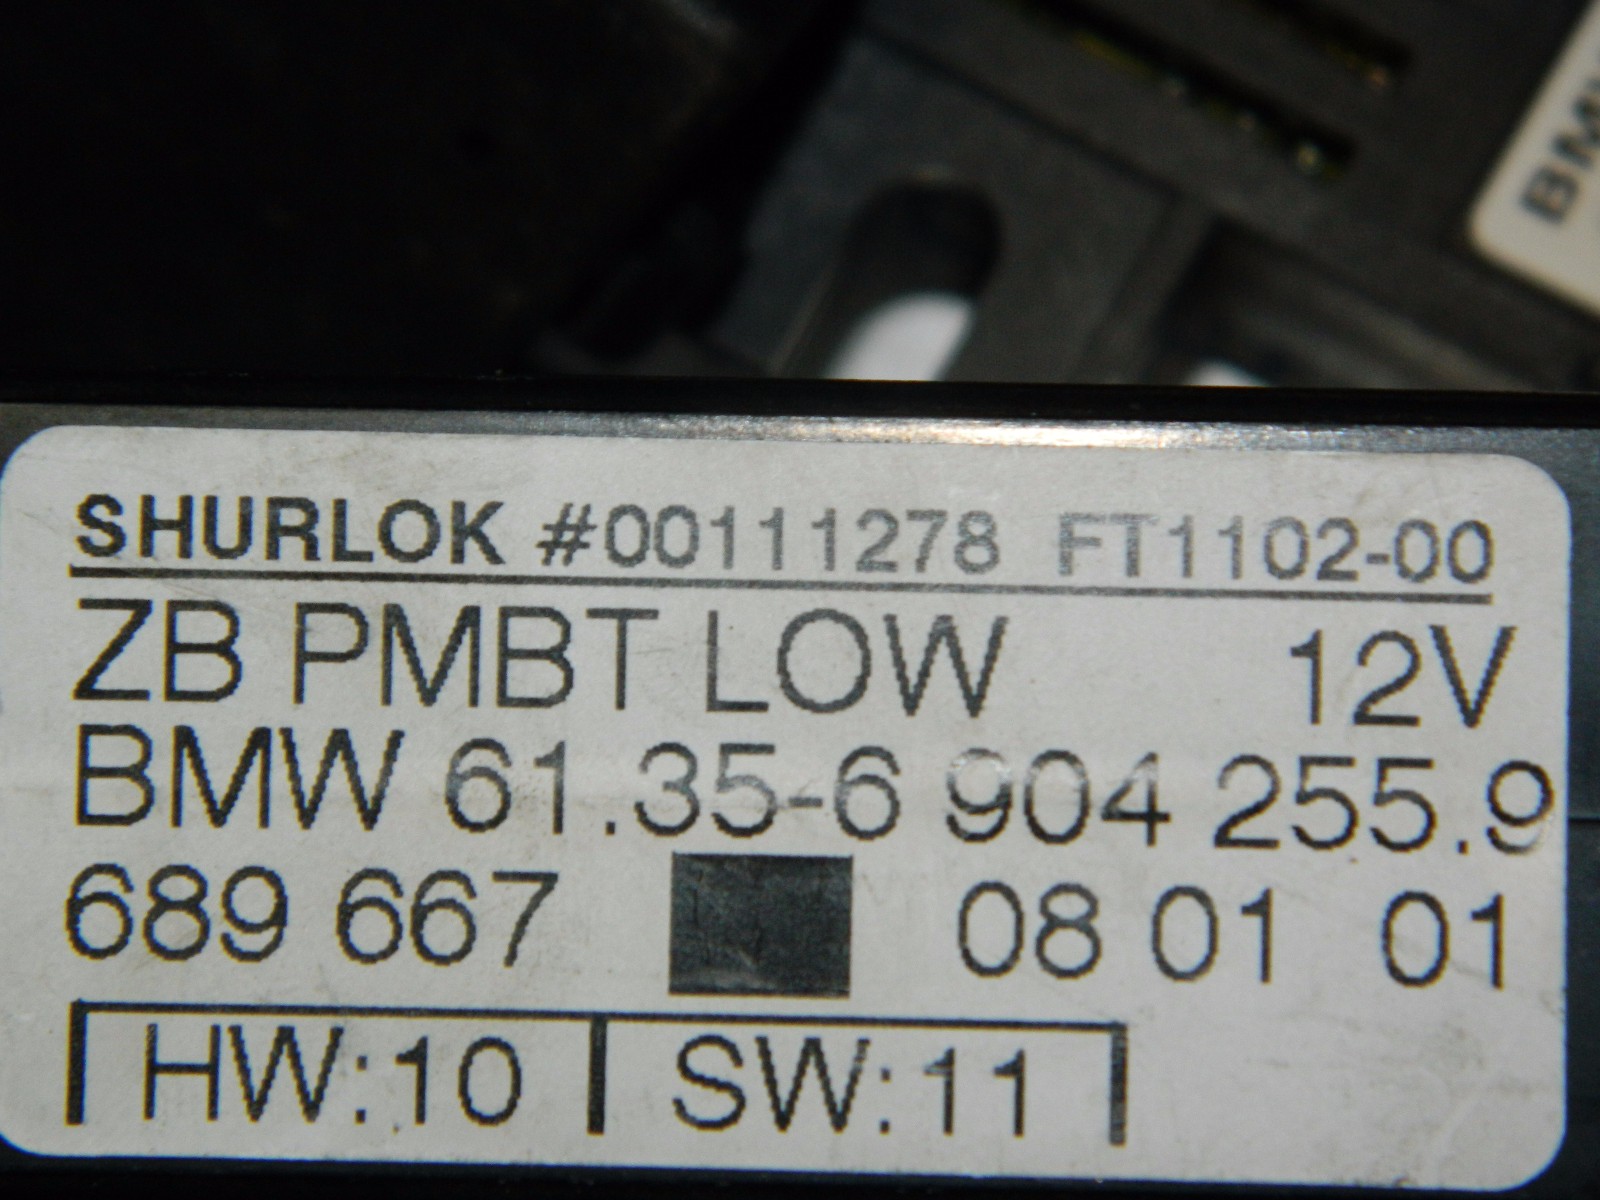 BMW
SHURLOK #00111278 FT1102-00
ZB PMBT LOW 12V
BMW 61.35-6 904 255.9
689 667 08 01 01
HW:10 SW:11